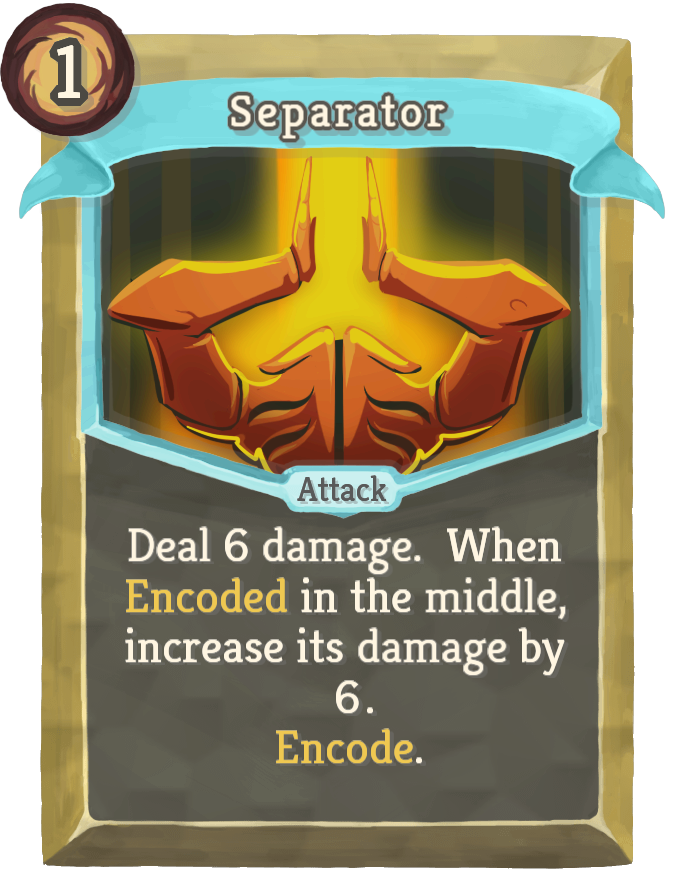 1
Separator
Attack
Deal 6 damage. When
Encoded in the middle,
increase its damage by
6.
Encode.